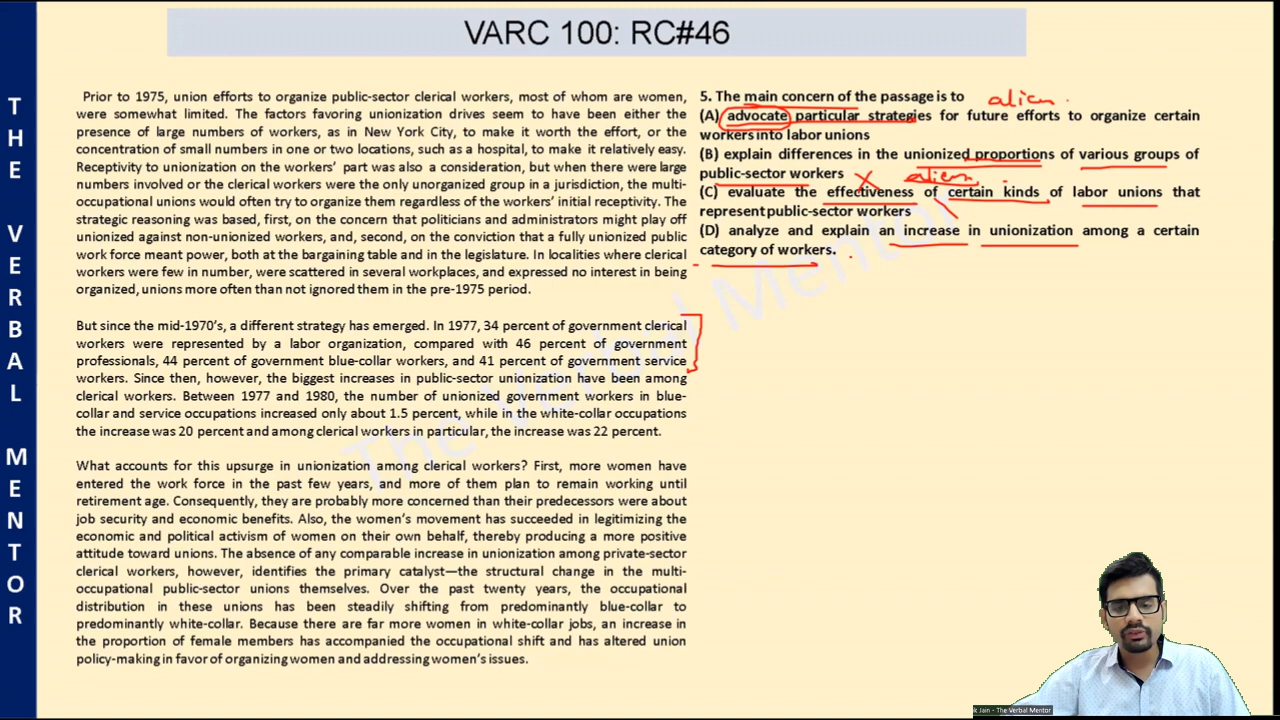 VARC 100: RC#46
THE VERBAL MENTOR
Prior to 1975, union efforts to organize public-sector clerical workers, most of whom are women,
were somewhat limited. The factors favoring unionization drives seem to have been either the
presence of large numbers of workers, as in New York City, to make it worth the effort, or the
concentration of small numbers in one or two locations, such as a hospital, to make it relatively easy.
Receptivity to unionization on the workers' part was also a consideration, but when there were large
numbers involved or the clerical workers were the only unorganized group in a jurisdiction, the multi-
occupational unions would often try to organize them regardless of the workers' initial receptivity. The
strategic reasoning was based, first, on the concern that politicians and administrators might play off
unionized against non-unionized workers, and, second, on the conviction that a fully unionized public
work force meant power, both at the bargaining table and in the legislature. In localities where clerical
workers were few in number, were scattered in several workplaces, and expressed no interest in being
organized, unions more often than not ignored them in the pre-1975 period.
But since the mid-1970's, a different strategy has emerged. In 1977, 34 percent of government clerical
workers were represented by a labor organization, compared with 46 percent of government
professionals, 44 percent of government blue-collar workers, and 41 percent of government service
workers. Since then, however, the biggest increases in public-sector unionization have been among
clerical workers. Between 1977 and 1980, the number of unionized government workers in blue-
collar and service occupations increased only about 1.5 percent, while in the white-collar occupations
the increase was 20 percent and among clerical workers in particular, the increase was 22 percent.
What accounts for this upsurge in unionization among clerical workers? First, more women have
entered the work force in the past few years, and more of them plan to remain working until
retirement age. Consequently, they are probably more concerned than their predecessors were about
job security and economic benefits. Also, the women's movement has succeeded in legitimizing the
economic and political activism of women on their own behalf, thereby producing a more positive
attitude toward unions. The absence of any comparable increase in unionization among private-sector
clerical workers, however, identifies the primary catalyst—the structural change in the multi-
occupational public-sector unions themselves. Over the past twenty years, the occupational
distribution in these unions has been steadily shifting from predominantly blue-collar to
predominantly white-collar. Because there are far more women in white-collar jobs, an increase in
the proportion of female members has accompanied the occupational shift and has altered union
policy-making in favor of organizing women and addressing women's issues.
5. The main concern of the passage is to
alien
(A) advocate particular strategies for future efforts to organize certain
workers into labor unions
(B) explain differences in the unionized proportions of various groups of
public-sector workers
alien
(C) evaluate the effectiveness of certain kinds of labor unions that
represent public-sector workers
(D) analyze and explain an increase in unionization among a certain
category of workers.
The Verbal Mentor
k Jain - The Verbal Mentor